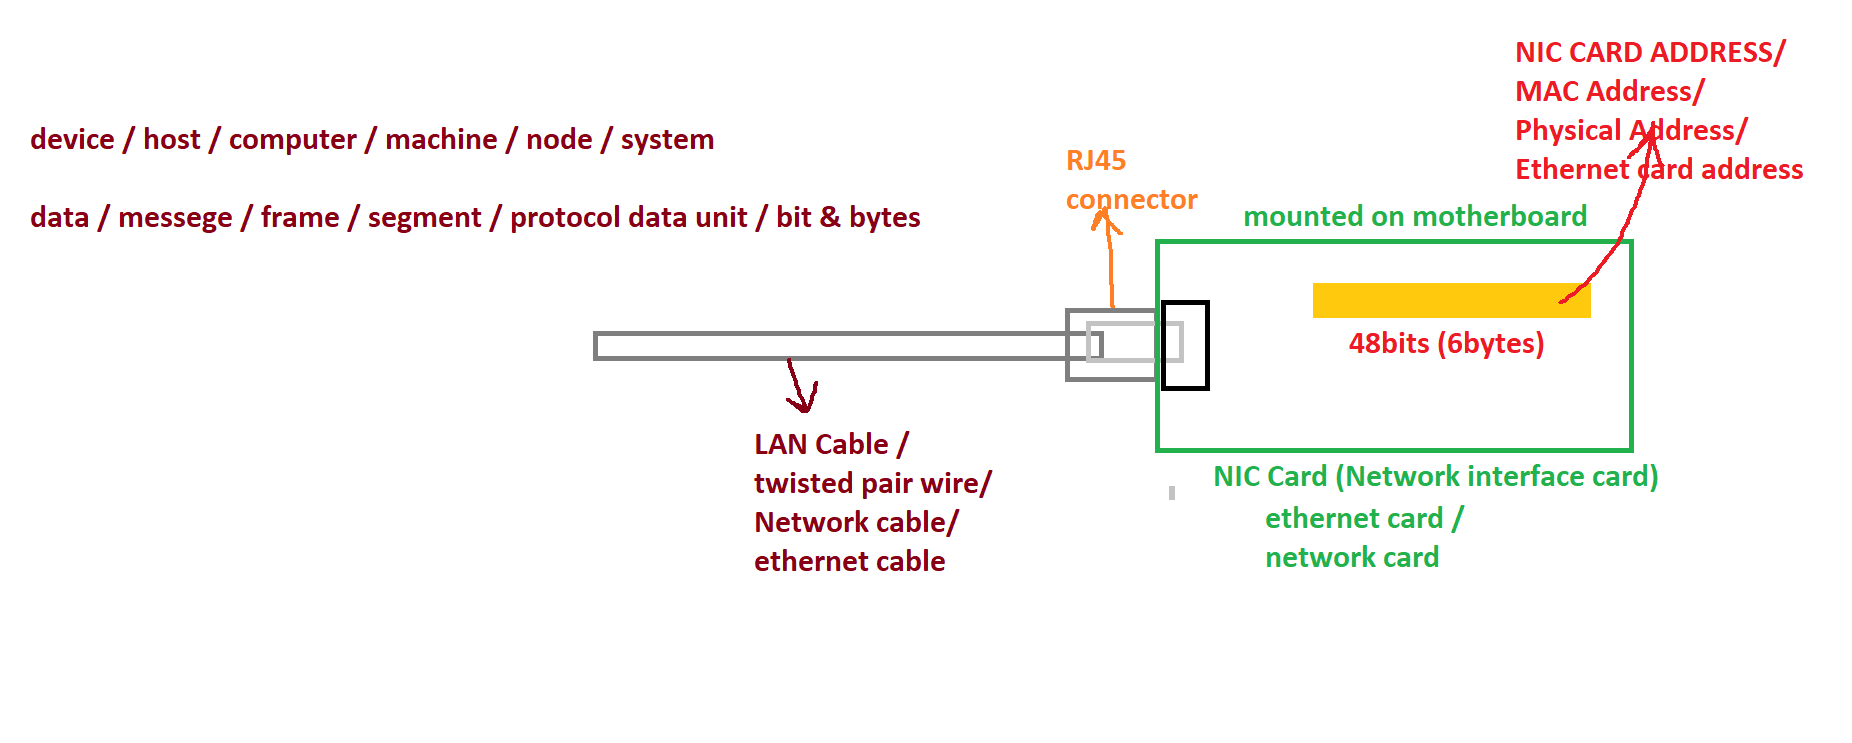 NIC CARD ADDRESS/
MAC Address/
Physical Address/
Ethernet card address
device / host / computer / machine / node / system
data / messege / frame / segment / protocol data unit / bit & bytes
RJ45
connector
mounted on motherboard
48bits (6bytes)
LAN Cable /
twisted pair wire/
Network cable/
ethernet cable
NIC Card (Network interface card)
ethernet card /
network card